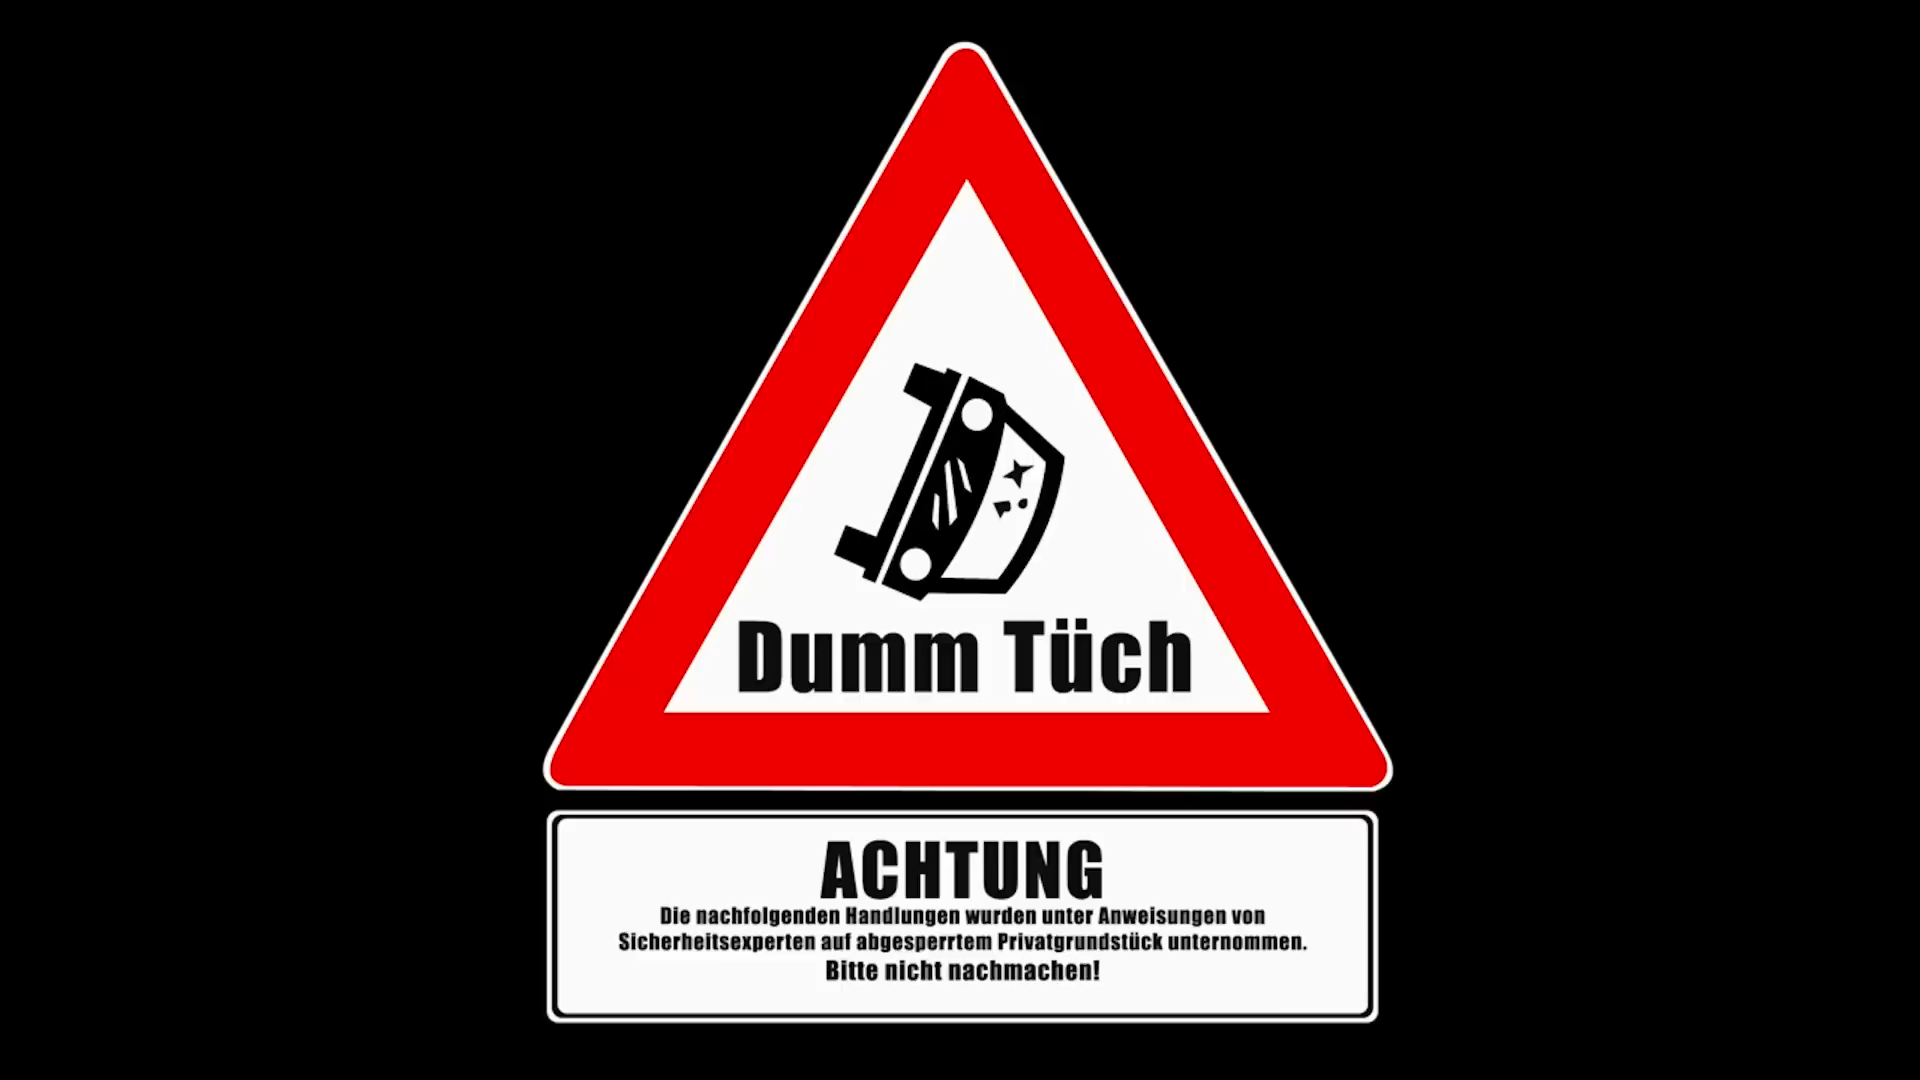 Dumm Tüch
ACHTUNG
Die nachfolgenden Handlungen wurden unter Anweisungen von
Sicherheitsexperten auf abgesperrtem Privatgrundstück unternommen.
Bitte nicht nachmachen!